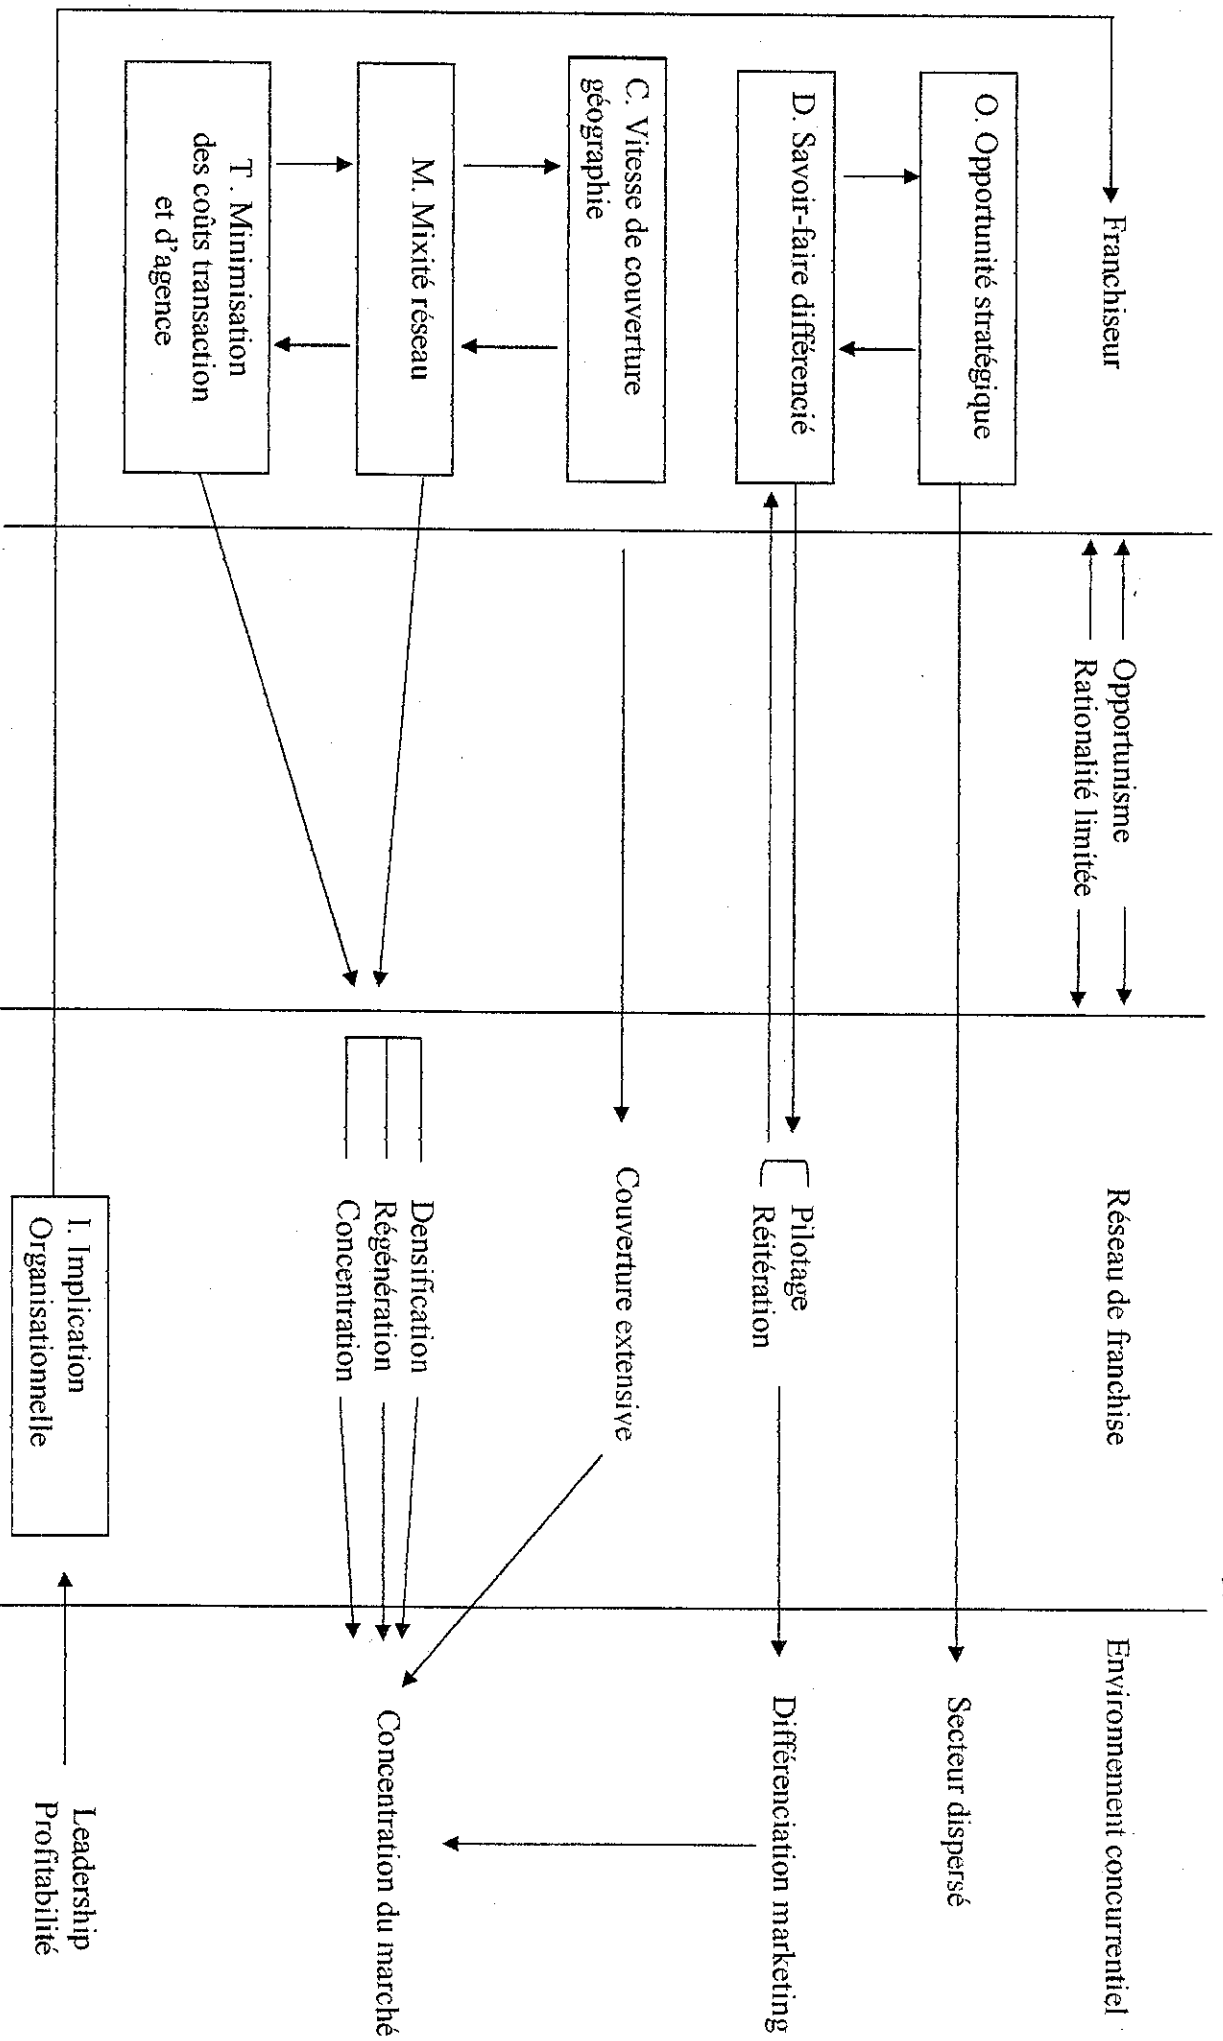 Franchiseur
Opportunisme
Rationalité limitée
Réseau de franchise
Environnement concurrentiel
O. Opportunité stratégique
Secteur dispersé
D. Savoir-faire différencié
Pilotage
Réitération
Différenciation marketing
C. Vitesse de couverture
géographie
Couverture extensive
M. Mixité réseau
Densification
Régénération
Concentration
Concentration du marché
T . Minimisation
des coûts transaction
et d'agence
I. Implication
Organisationnelle
Leadership
Profitabilité